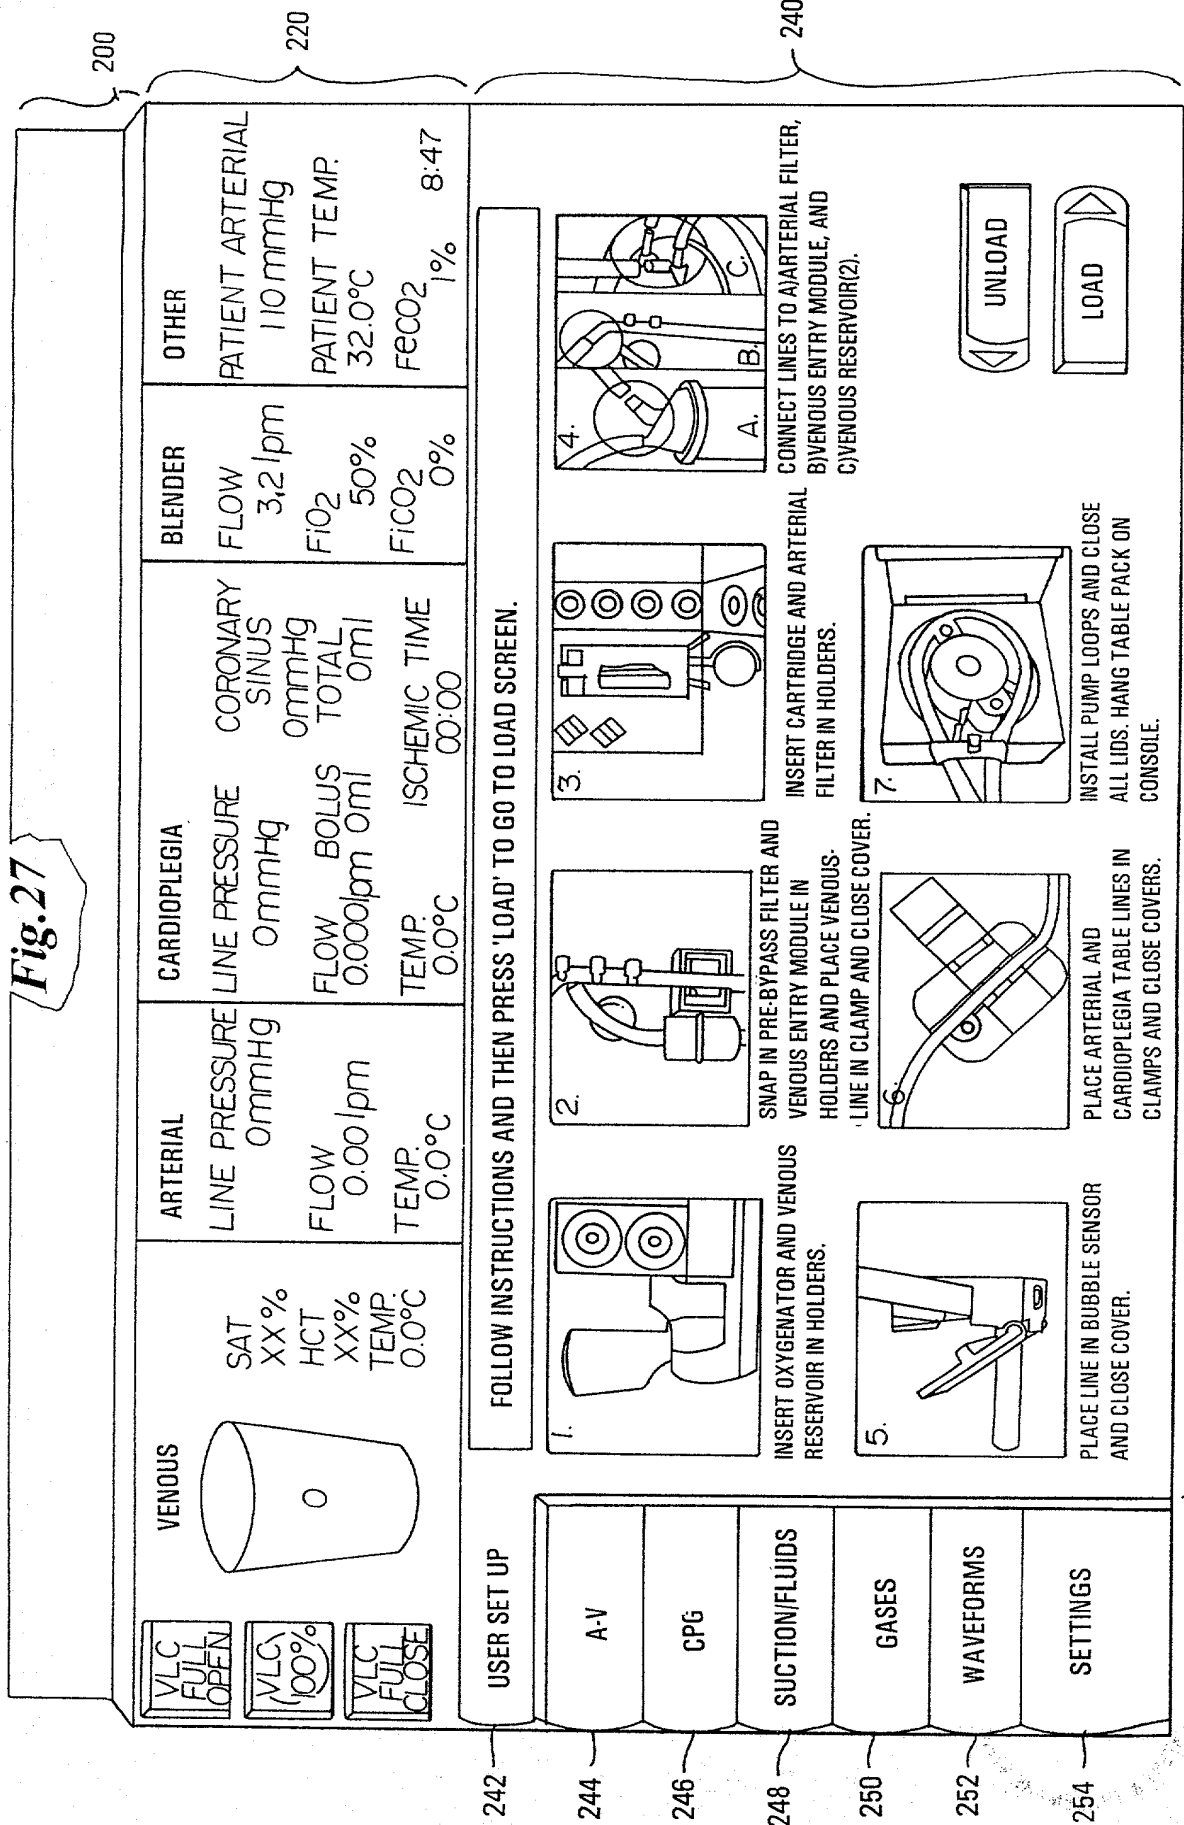 Fig.27
200
220
240
VLC
FULL
OPEN
VLC
(100%)
VLC
FULL
CLOSE
VENOUS
0
SAT
XX%
HCT
XX%
TEMP.
0.0°C
ARTERIAL
LINE PRESSURE
0mmHg
FLOW
0.00lpm
TEMP.
0.0°C
CARDIOPLEGIA
LINE PRESSURE
0mmHg
CORONARY
SINUS
0mmHg
FLOW
0.000lpm
BOLUS
0ml
TOTAL
0ml
TEMP.
0.0°C
ISCHEMIC TIME
00:00
BLENDER
FLOW
3.2lpm
FiO2
50%
FiCO2
0%
OTHER
PATIENT ARTERIAL
110mmHg
PATIENT TEMP.
32.0°C
FeCO2
1%
8:47
242
USER SET UP
244
A-V
246
CPG
248
SUCTION/FLUIDS
250
GASES
252
WAVEFORMS
254
SETTINGS
FOLLOW INSTRUCTIONS AND THEN PRESS 'LOAD' TO GO TO LOAD SCREEN.
1.
INSERT OXYGENATOR AND VENOUS
RESERVOIR IN HOLDERS.
2.
SNAP IN PRE-BYPASS FILTER AND
VENOUS ENTRY MODULE IN
HOLDERS AND PLACE VENOUS-
LINE IN CLAMP AND CLOSE COVER.
3.
INSERT CARTRIDGE AND ARTERIAL
FILTER IN HOLDERS.
4.
A.
B.
C.
CONNECT LINES TO A)ARTERIAL FILTER,
B)VENOUS ENTRY MODULE, AND
C)VENOUS RESERVOIR(2).
5.
PLACE LINE IN BUBBLE SENSOR
AND CLOSE COVER.
6.
PLACE ARTERIAL AND
CARDIOPLEGIA TABLE LINES IN
CLAMPS AND CLOSE COVERS.
7.
INSTALL PUMP LOOPS AND CLOSE
ALL LIDS. HANG TABLE PACK ON
CONSOLE.
UNLOAD
LOAD